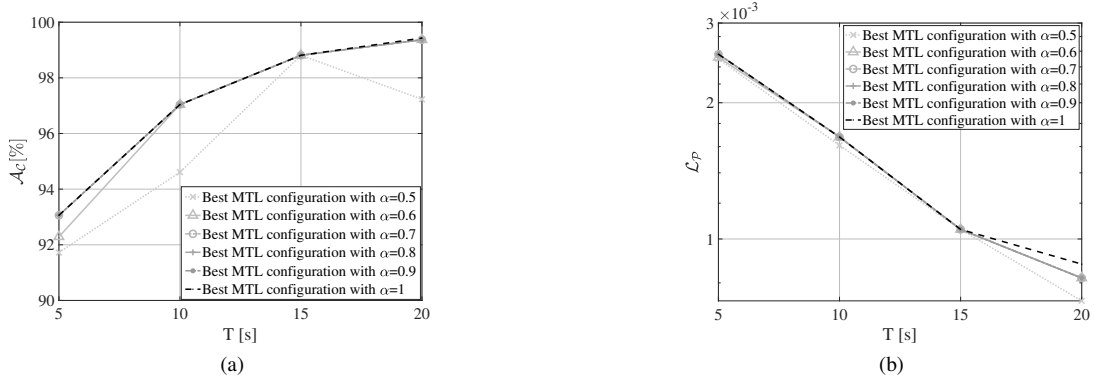 100
98
96
94
92
90
𝒜_𝒞 [%]
Best MTL configuration with α=0.5
Best MTL configuration with α=0.6
Best MTL configuration with α=0.7
Best MTL configuration with α=0.8
Best MTL configuration with α=0.9
Best MTL configuration with α=1
5 10 15 20
T [s]
(a)
3 ×10⁻³
2
1
ℒ_𝒫
Best MTL configuration with α=0.5
Best MTL configuration with α=0.6
Best MTL configuration with α=0.7
Best MTL configuration with α=0.8
Best MTL configuration with α=0.9
Best MTL configuration with α=1
5 10 15 20
T [s]
(b)